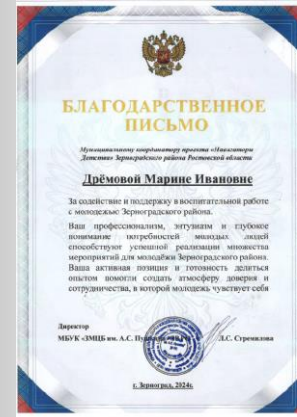 БЛАГОДАРСТВЕННОЕ
ПИСЬМО
Муниципальному координатору проекта «Навигаторы
Детства» Зерноградского района Ростовской области
Дрёмовой Марине Ивановне
За содействие и поддержку в воспитательной работе
с молодежью Зерноградского района.
Ваш профессионализм, энтузиазм и глубокое
понимание потребностей молодых людей
способствуют успешной реализации множества
мероприятий для молодёжи Зерноградского района.
Ваша активная позиция и готовность делиться
опытом помогли создать атмосферу доверия и
сотрудничества, в которой молодежь чувствует себя
Директор
МБУК «ЗМЦБ им. А.С. Л.С. Стремилова
г. Зерноград, 2024г.